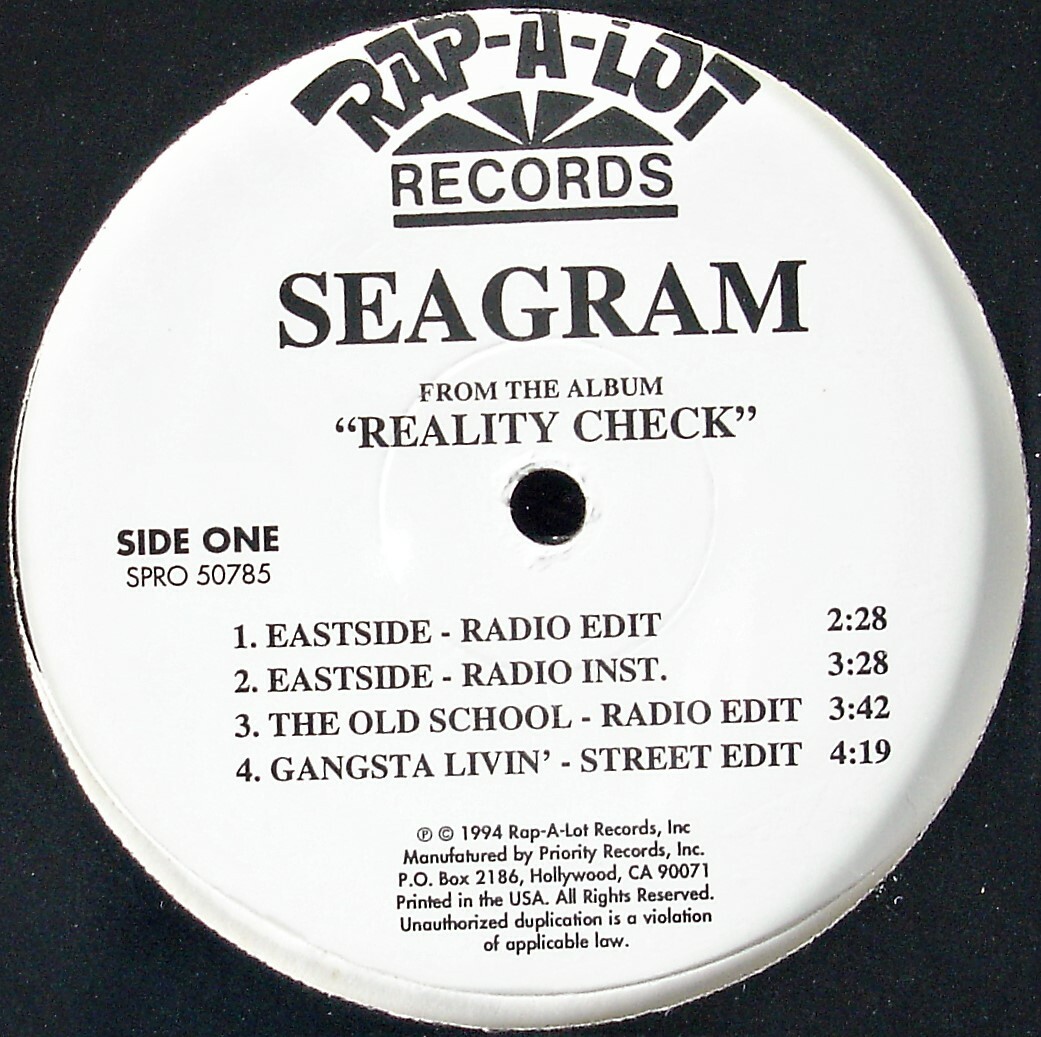 RAP-A-LOT
RECORDS
SEAGRAM
FROM THE ALBUM
“REALITY CHECK”
SIDE ONE
SPRO 50785
1. EASTSIDE - RADIO EDIT 2:28
2. EASTSIDE - RADIO INST. 3:28
3. THE OLD SCHOOL - RADIO EDIT 3:42
4. GANGSTA LIVIN’ - STREET EDIT 4:19
℗ © 1994 Rap-A-Lot Records, Inc
Manufatured by Priority Records, Inc.
P.O. Box 2186, Hollywood, CA 90071
Printed in the USA. All Rights Reserved.
Unauthorized duplication is a violation
of applicable law.